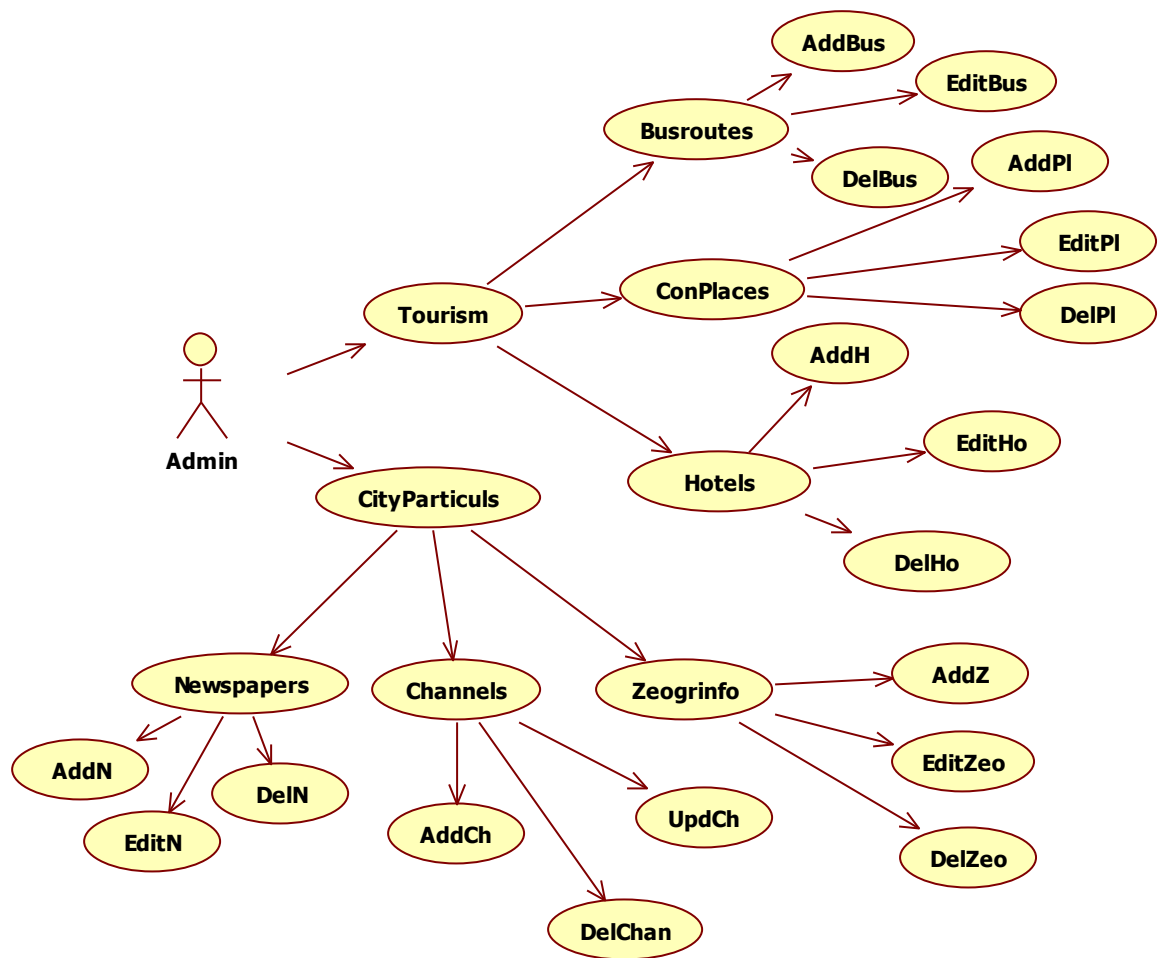 AddBus
EditBus
Busroutes
AddPl
DelBus
EditPl
ConPlaces
Tourism
DelPl
AddH
EditHo
Admin
Hotels
CityParticuls
DelHo
AddZ
Newspapers
Channels
Zeogrinfo
EditZeo
AddN
DelN
UpdCh
AddCh
EditN
DelZeo
DelChan